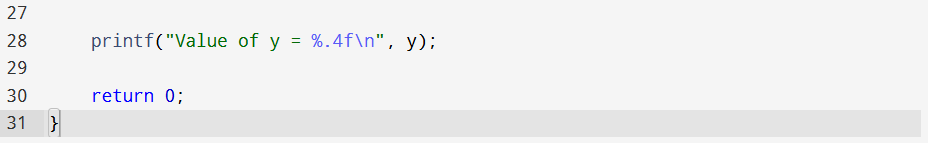 27
28 printf("Value of y = %.4f\n", y);
29
30 return 0;
31 }